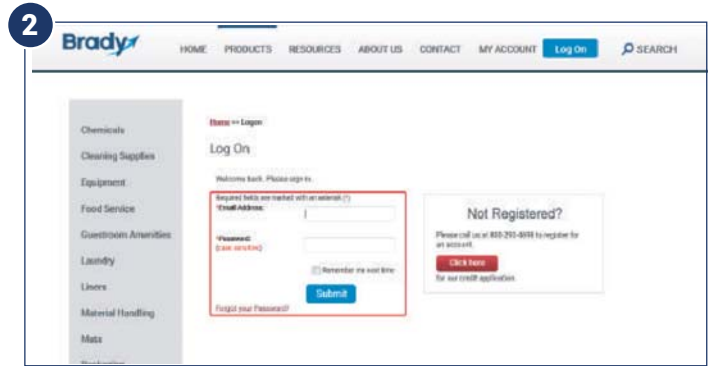 2
Brady
HOME PRODUCTS RESOURCES ABOUT US CONTACT MY ACCOUNT Log On SEARCH
Chemicals
Cleaning Supplies
Equipment
Food Service
Guestroom Amenities
Laundry
Liners
Material Handling
Mats
Home >> Logon
Log On
Welcome back. Please sign in.
Required fields are marked with an asterisk (*)
*Email Address:
*Password:
(case sensitive)
Remember me next time
Submit
Forgot your Password?
Not Registered?
Please call us at to register for
an account.
Click here
for our credit application.